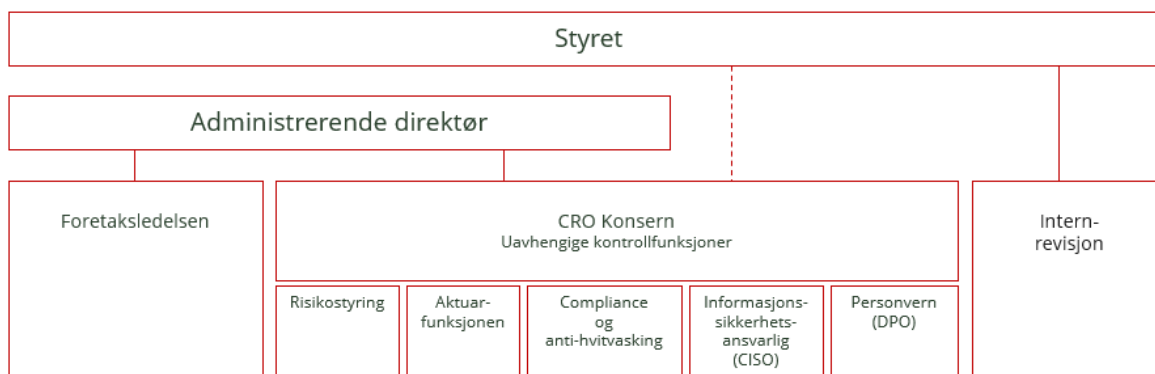 Styret
Administrerende direktør
Foretaksledelsen
CRO Konsern
Uavhengige kontrollfunksjoner
Intern-
revisjon
Risikostyring
Aktuar-
funksjonen
Compliance
og
anti-hvitvasking
Informasjons-
sikkerhets-
ansvarlig
(CISO)
Personvern
(DPO)